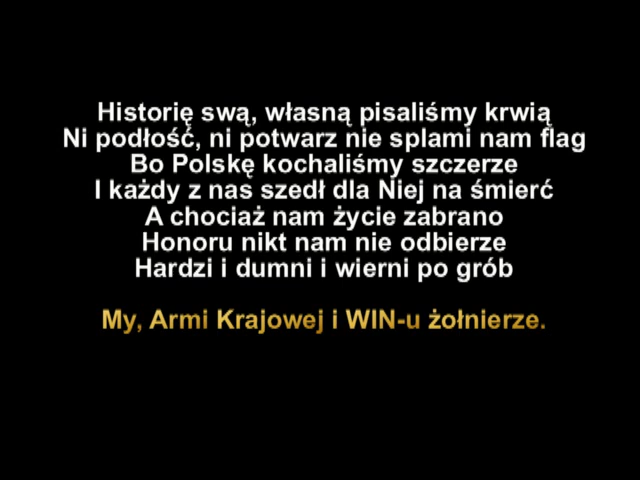 Historię swą, własną pisaliśmy krwią
Ni podłość, ni potwarz nie splami nam flag
Bo Polskę kochaliśmy szczerze
I każdy z nas szedł dla Niej na śmierć
A chociaż nam życie zabrano
Honoru nikt nam nie odbierze
Hardzi i dumni i wierni po grób
My, Armi Krajowej i WIN-u żołnierze.